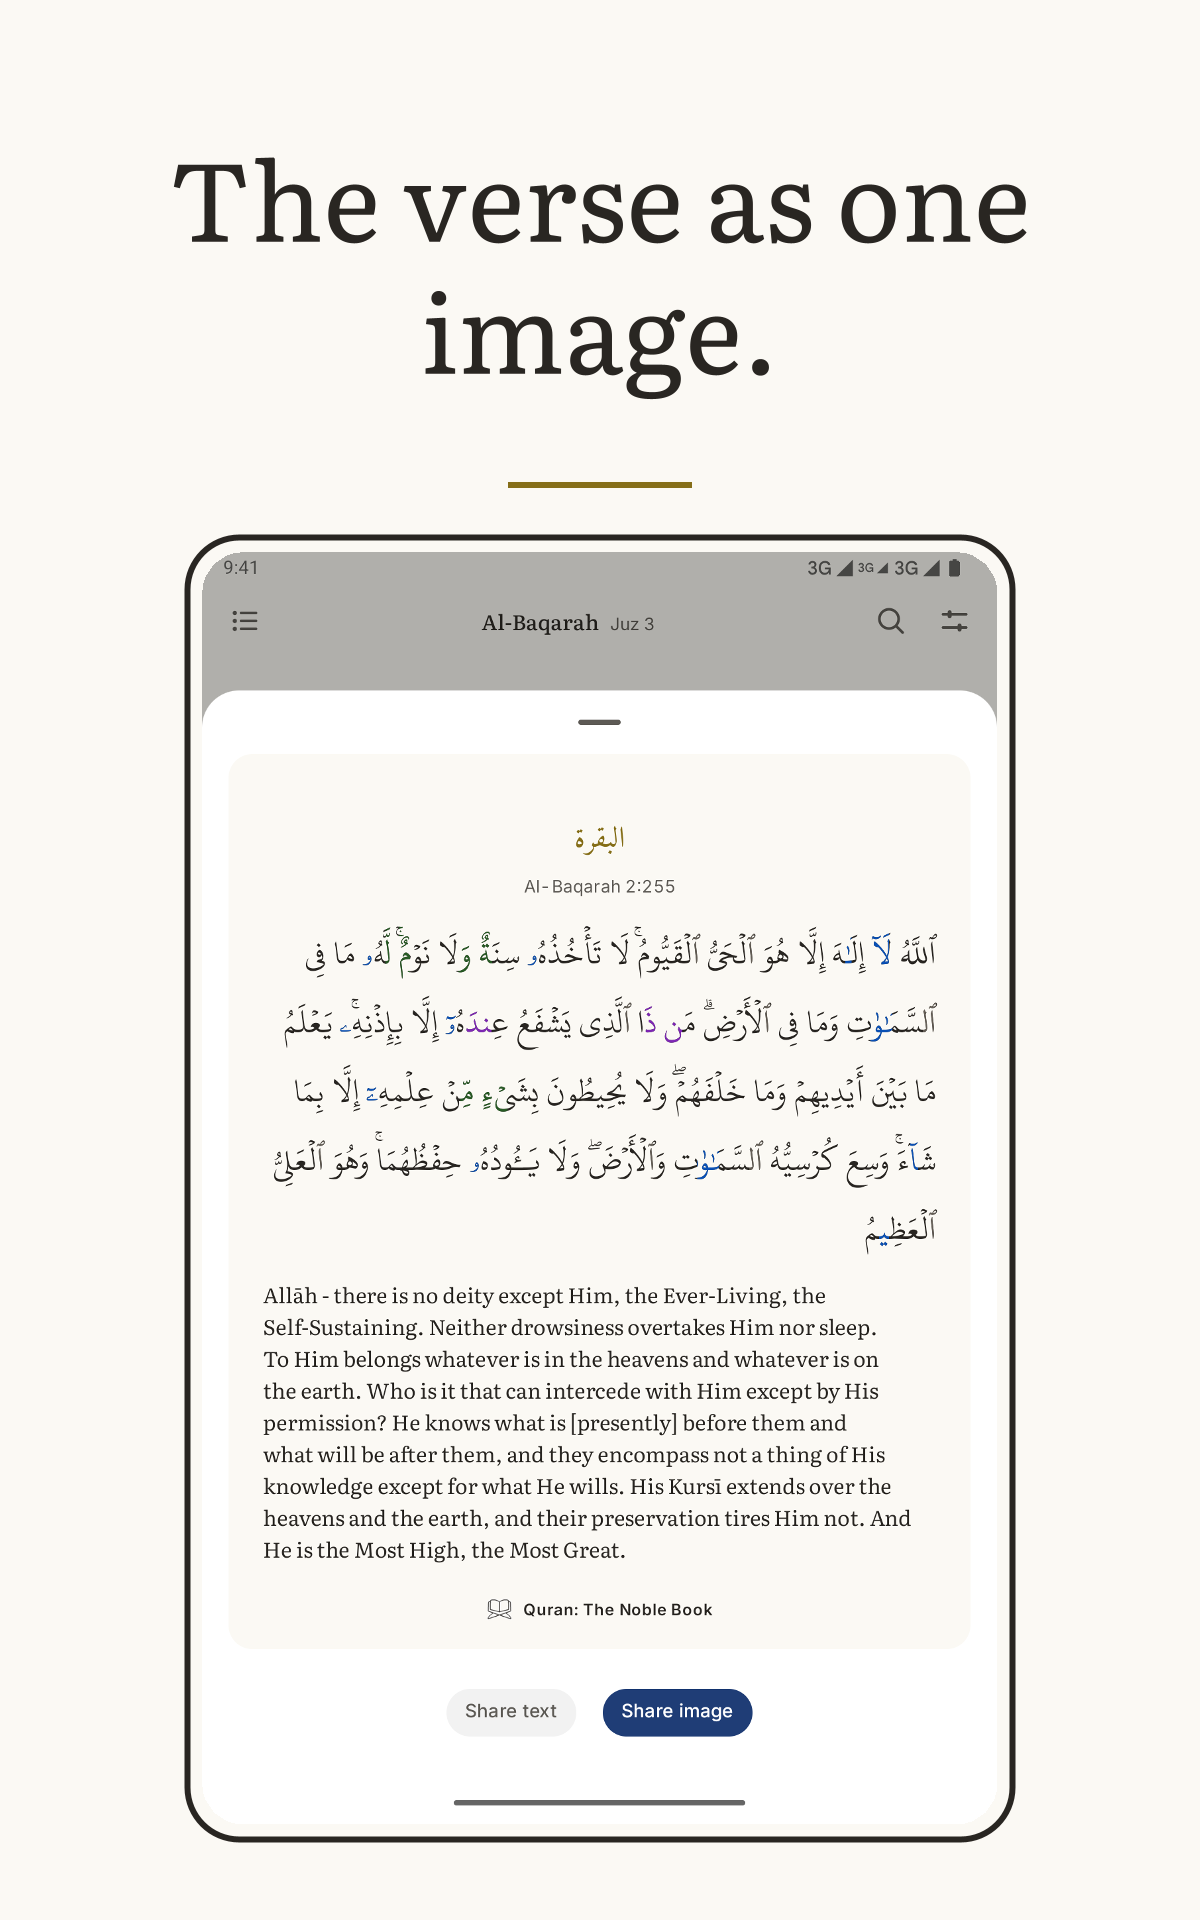 The verse as one
image.
9:41
3G 3G 3G
Al-Baqarah Juz 3
البقرة
Al-Baqarah 2:255
ٱللَّهُ لَآ إِلَـٰهَ إِلَّا هُوَ ٱلْحَىُّ ٱلْقَيُّومُ ۚ لَا تَأْخُذُهُۥ سِنَةٌ وَلَا نَوْمٌ ۚ لَّهُۥ مَا فِى
ٱلسَّمَـٰوَٰتِ وَمَا فِى ٱلْأَرْضِ ۗ مَن ذَا ٱلَّذِى يَشْفَعُ عِندَهُۥٓ إِلَّا بِإِذْنِهِۦ ۚ يَعْلَمُ
مَا بَيْنَ أَيْدِيهِمْ وَمَا خَلْفَهُمْ ۖ وَلَا يُحِيطُونَ بِشَىْءٍ مِّنْ عِلْمِهِۦٓ إِلَّا بِمَا
شَآءَ ۚ وَسِعَ كُرْسِيُّهُ ٱلسَّمَـٰوَٰتِ وَٱلْأَرْضَ ۖ وَلَا يَـُٔودُهُۥ حِفْظُهُمَا ۚ وَهُوَ ٱلْعَلِىُّ
ٱلْعَظِيمُ
Allāh - there is no deity except Him, the Ever-Living, the
Self-Sustaining. Neither drowsiness overtakes Him nor sleep.
To Him belongs whatever is in the heavens and whatever is on
the earth. Who is it that can intercede with Him except by His
permission? He knows what is [presently] before them and
what will be after them, and they encompass not a thing of His
knowledge except for what He wills. His Kursī extends over the
heavens and the earth, and their preservation tires Him not. And
He is the Most High, the Most Great.
Quran: The Noble Book
Share text Share image